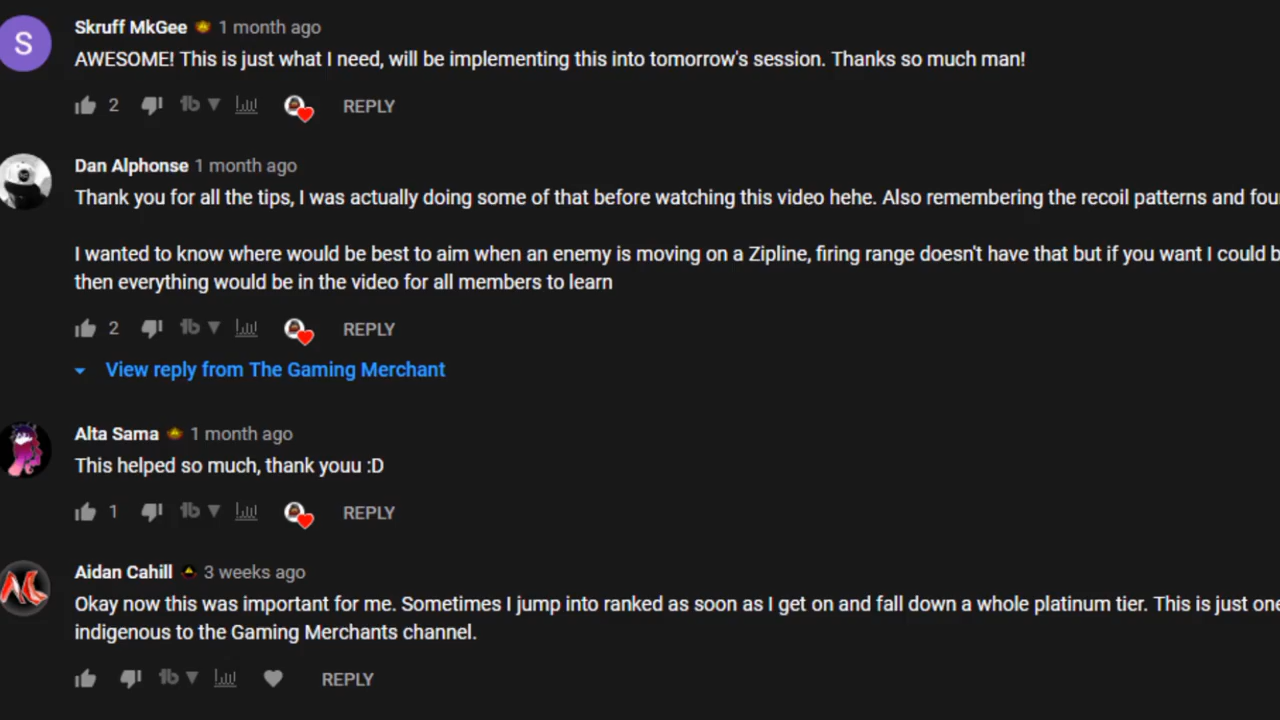 S
Skruff MkGee 1 month ago
AWESOME! This is just what I need, will be implementing this into tomorrow's session. Thanks so much man!
2 REPLY
Dan Alphonse 1 month ago
Thank you for all the tips, I was actually doing some of that before watching this video hehe. Also remembering the recoil patterns and
I wanted to know where would be best to aim when an enemy is moving on a Zipline, firing range doesn't have that but if you want I could
then everything would be in the video for all members to learn
2 REPLY
View reply from The Gaming Merchant
Alta Sama 1 month ago
This helped so much, thank youu :D
1 REPLY
Aidan Cahill 3 weeks ago
Okay now this was important for me. Sometimes I jump into ranked as soon as I get on and fall down a whole platinum tier. This is just one
indigenous to the Gaming Merchants channel.
REPLY